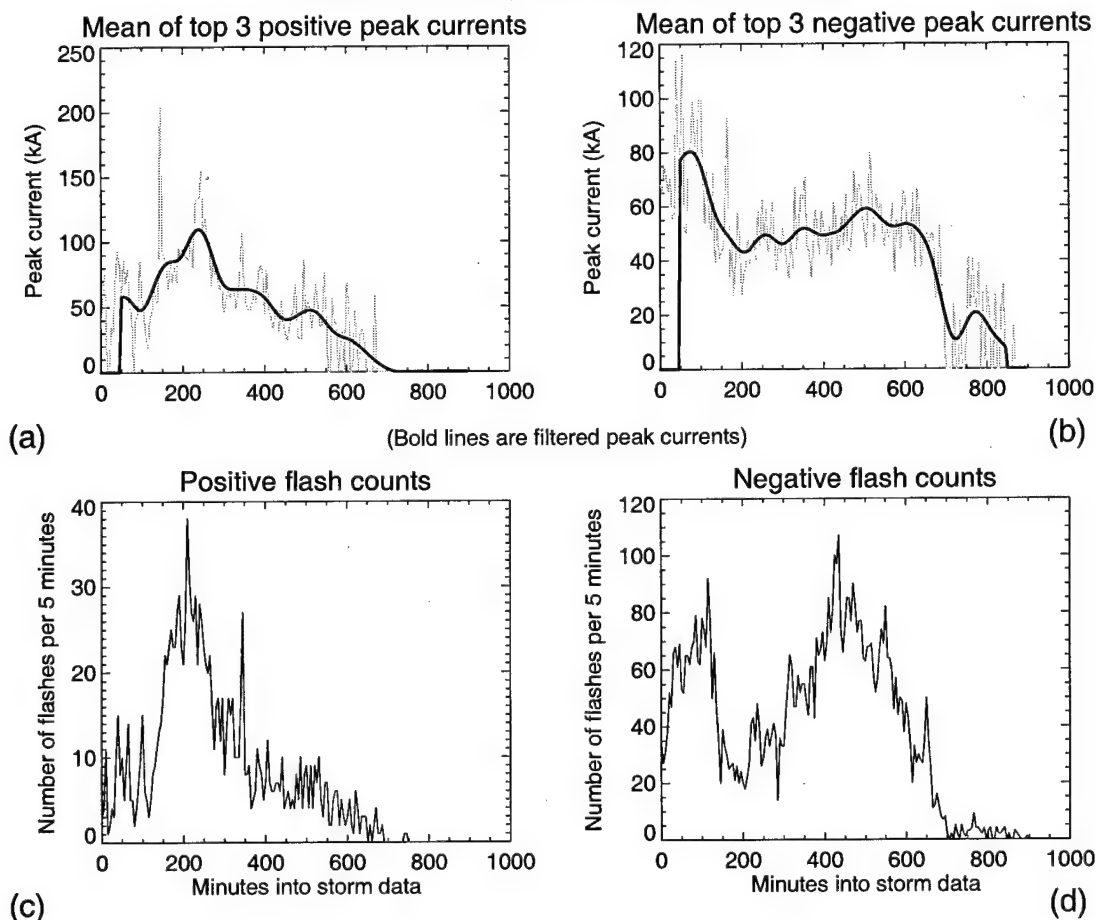 Mean of top 3 positive peak currents
Peak current (kA)
250
200
150
100
50
0
0 200 400 600 800 1000
(a)
Mean of top 3 negative peak currents
Peak current (kA)
120
100
80
60
40
20
0
0 200 400 600 800 1000
(b)
(Bold lines are filtered peak currents)
Positive flash counts
Number of flashes per 5 minutes
40
30
20
10
0
0 200 400 600 800 1000
Minutes into storm data
(c)
Negative flash counts
Number of flashes per 5 minutes
120
100
80
60
40
20
0
0 200 400 600 800 1000
Minutes into storm data
(d)